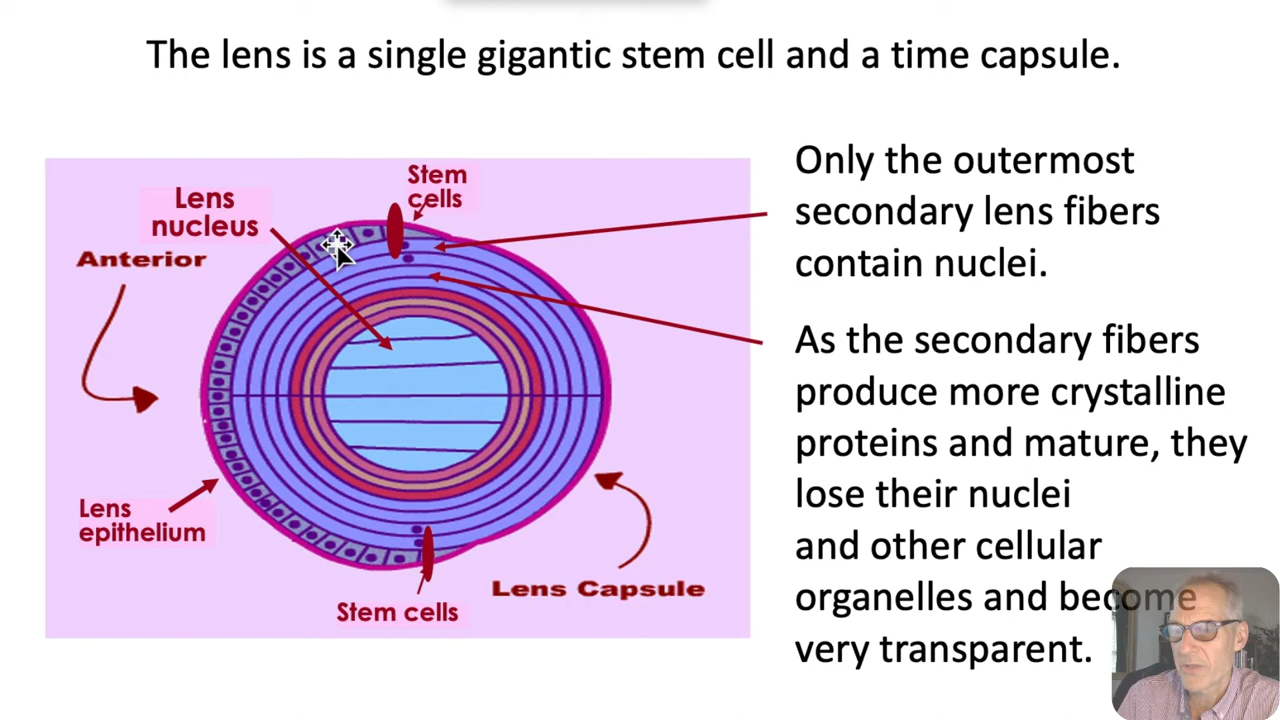 The lens is a single gigantic stem cell and a time capsule.
Stem
cells
Lens
nucleus
Anterior
Lens
epithelium
Stem cells
Lens Capsule
Only the outermost
secondary lens fibers
contain nuclei.
As the secondary fibers
produce more crystalline
proteins and mature, they
lose their nuclei
and other cellular
organelles and become
very transparent.